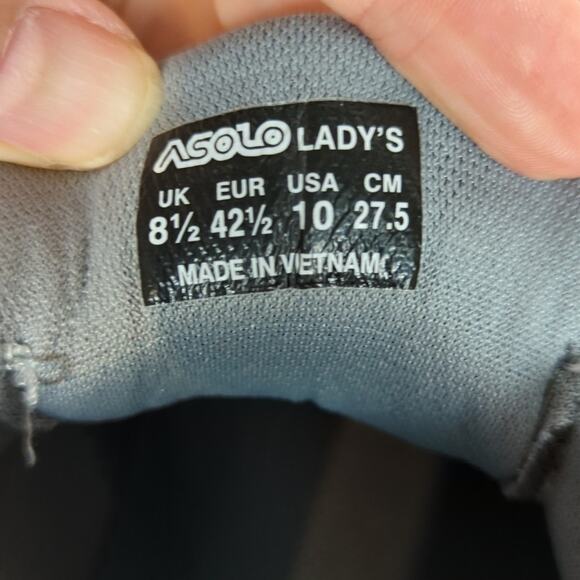 ASOLO LADY'S
UK EUR USA CM
8½ 42½ 10 27.5
MADE IN VIETNAM